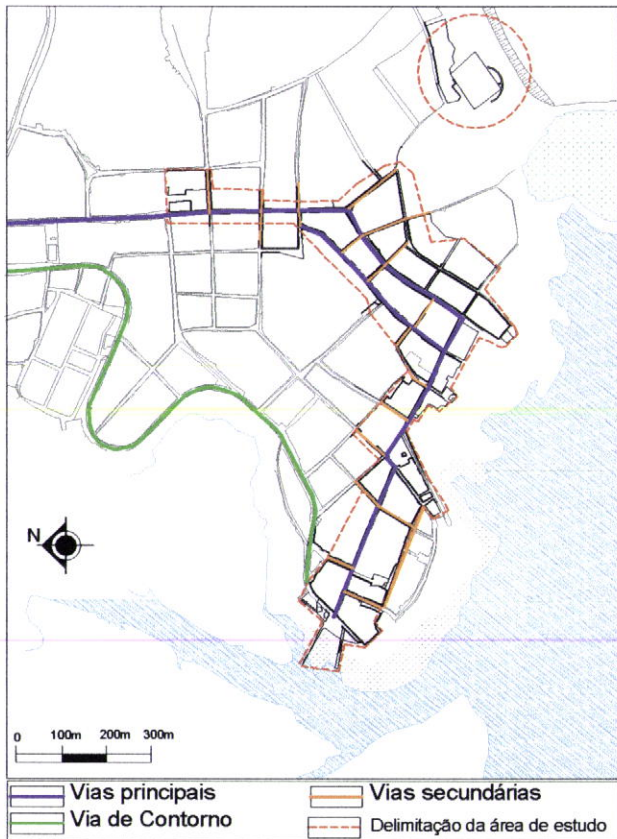 N
0 100m 200m 300m
Vias principais
Vias secundárias
Via de Contorno
Delimitação da área de estudo